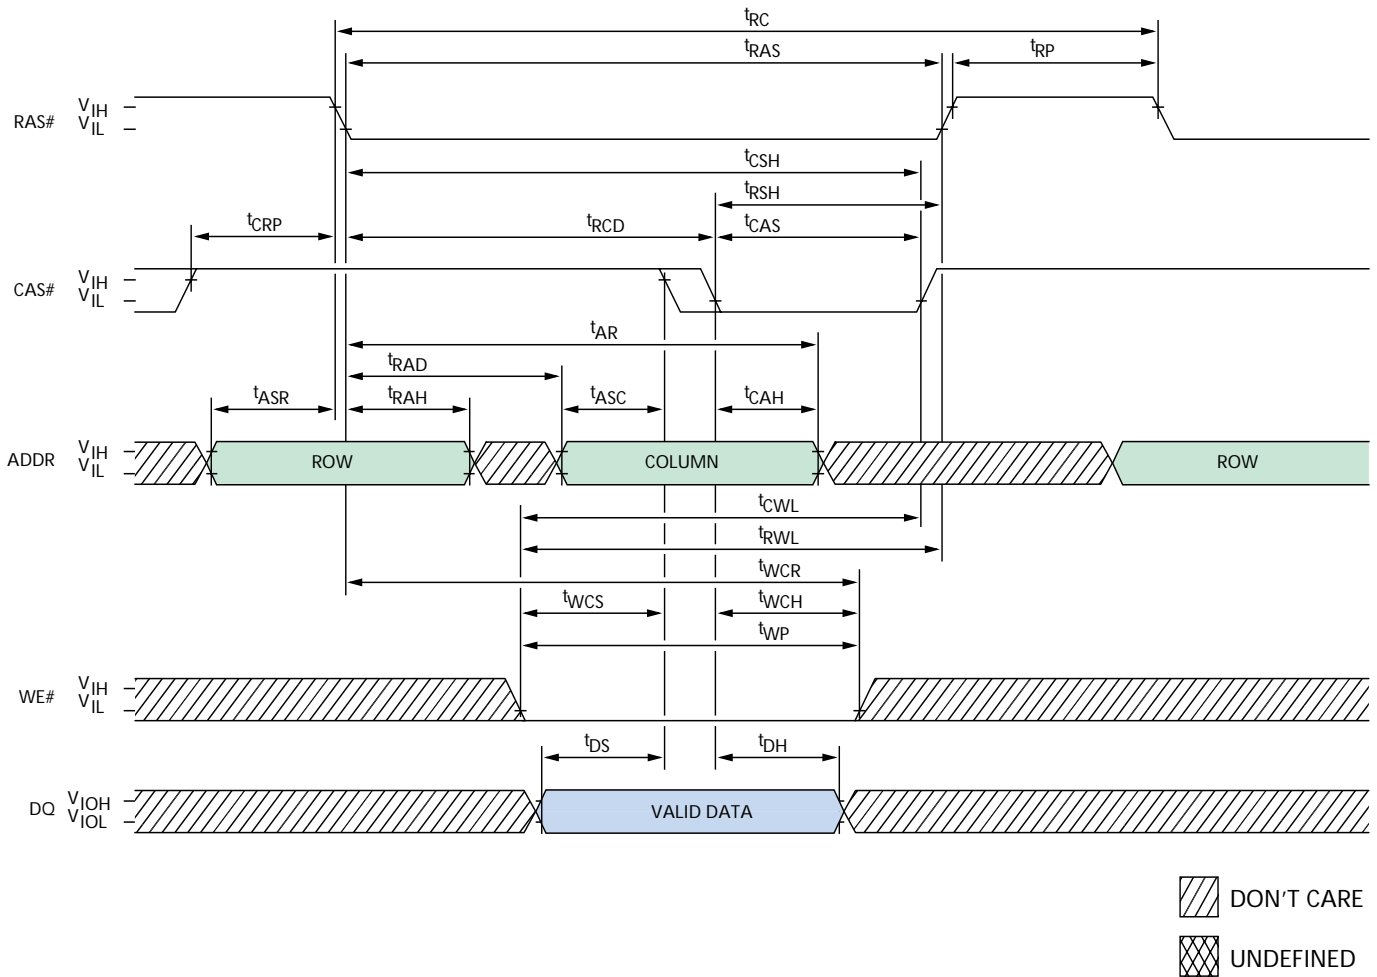 tRC
tRAS
tRP
RAS#
VIH
VIL
tCSH
tRSH
tCRP
tRCD
tCAS
CAS#
VIH
VIL
tAR
tRAD
tASR
tRAH
tASC
tCAH
ADDR
VIH
VIL
ROW
COLUMN
ROW
tCWL
tRWL
tWCR
tWCS
tWCH
tWP
WE#
VIH
VIL
tDS
tDH
DQ
VIOH
VIOL
VALID DATA
DON'T CARE
UNDEFINED